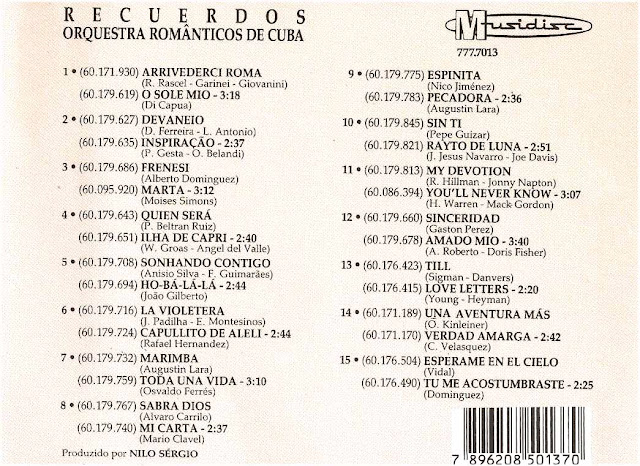 RECUERDOS
ORQUESTRA ROMÂNTICOS DE CUBA
Musidisc
777.7013
1 • (60.171.930) ARRIVEDERCI ROMA
(R. Rascel - Garinei - Giovanini)
(60.179.619) O SOLE MIO - 3:18
(Di Capua)
2 • (60.179.627) DEVANEIO
(D. Ferreira - L. Antonio)
(60.179.635) INSPIRAÇÃO - 2:37
(P. Gesta - O. Belandi)
3 • (60.179.686) FRENESI
(Alberto Dominguez)
(60.095.920) MARTA - 3:12
(Moises Simons)
4 • (60.179.643) QUIEN SERÁ
(P. Beltran Ruiz)
(60.179.651) ILHA DE CAPRI - 2:40
(W. Groas - Angel del Valle)
5 • (60.179.708) SONHANDO CONTIGO
(Anisio Silva - F. Guimarães)
(60.179.694) HO-BÁ-LÁ-LÁ - 2:44
(João Gilberto)
6 • (60.179.716) LA VIOLETERA
(J. Padilha - E. Montesinos)
(60.179.724) CAPULLITO DE ALELI - 2:44
(Rafael Hernandez)
7 • (60.179.732) MARIMBA
(Augustin Lara)
(60.179.759) TODA UNA VIDA - 3:10
(Osvaldo Ferrés)
8 • (60.179.767) SABRA DIOS
(Alvaro Carrilo)
(60.179.740) MI CARTA - 2:37
(Mario Clavel)
Produzido por NILO SÉRGIO
9 • (60.179.775) ESPINITA
(Nico Jiménez)
(60.179.783) PECADORA - 2:36
(Augustin Lara)
10 • (60.179.845) SIN TI
(Pepe Guizar)
(60.179.821) RAYTO DE LUNA - 2:51
(J. Jesus Navarro - Joe Davis)
11 • (60.179.813) MY DEVOTION
(R. Hillman - Jonny Napton)
(60.086.394) YOU'LL NEVER KNOW - 3:07
(H. Warren - Mack Gordon)
12 • (60.179.660) SINCERIDAD
(Gaston Perez)
(60.179.678) AMADO MIO - 3:40
(A. Roberto - Doris Fisher)
13 • (60.176.423) TILL
(Sigman - Danvers)
(60.176.415) LOVE LETTERS - 2:20
(Young - Heyman)
14 • (60.171.189) UNA AVENTURA MÁS
(O. Kinleiner)
(60.171.170) VERDAD AMARGA - 2:42
(C. Velasquez)
15 • (60.176.504) ESPERAME EN EL CIELO
(Vidal)
(60.176.490) TU ME ACOSTUMBRASTE - 2:25
(Dominguez)
7 896208 501370